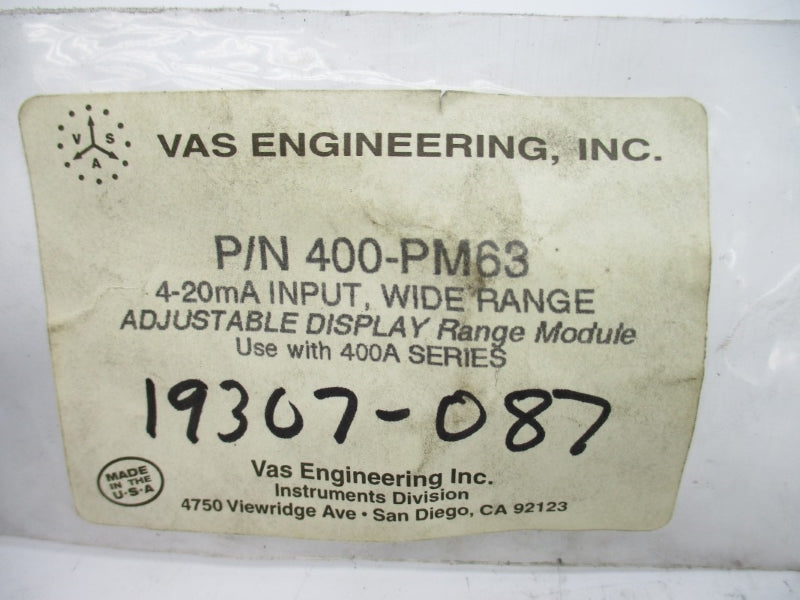 V S A
VAS ENGINEERING, INC.
P/N 400-PM63
4-20mA INPUT, WIDE RANGE
ADJUSTABLE DISPLAY Range Module
Use with 400A SERIES
19307-087
MADE IN THE U·S·A
Vas Engineering Inc.
Instruments Division
4750 Viewridge Ave • San Diego, CA 92123